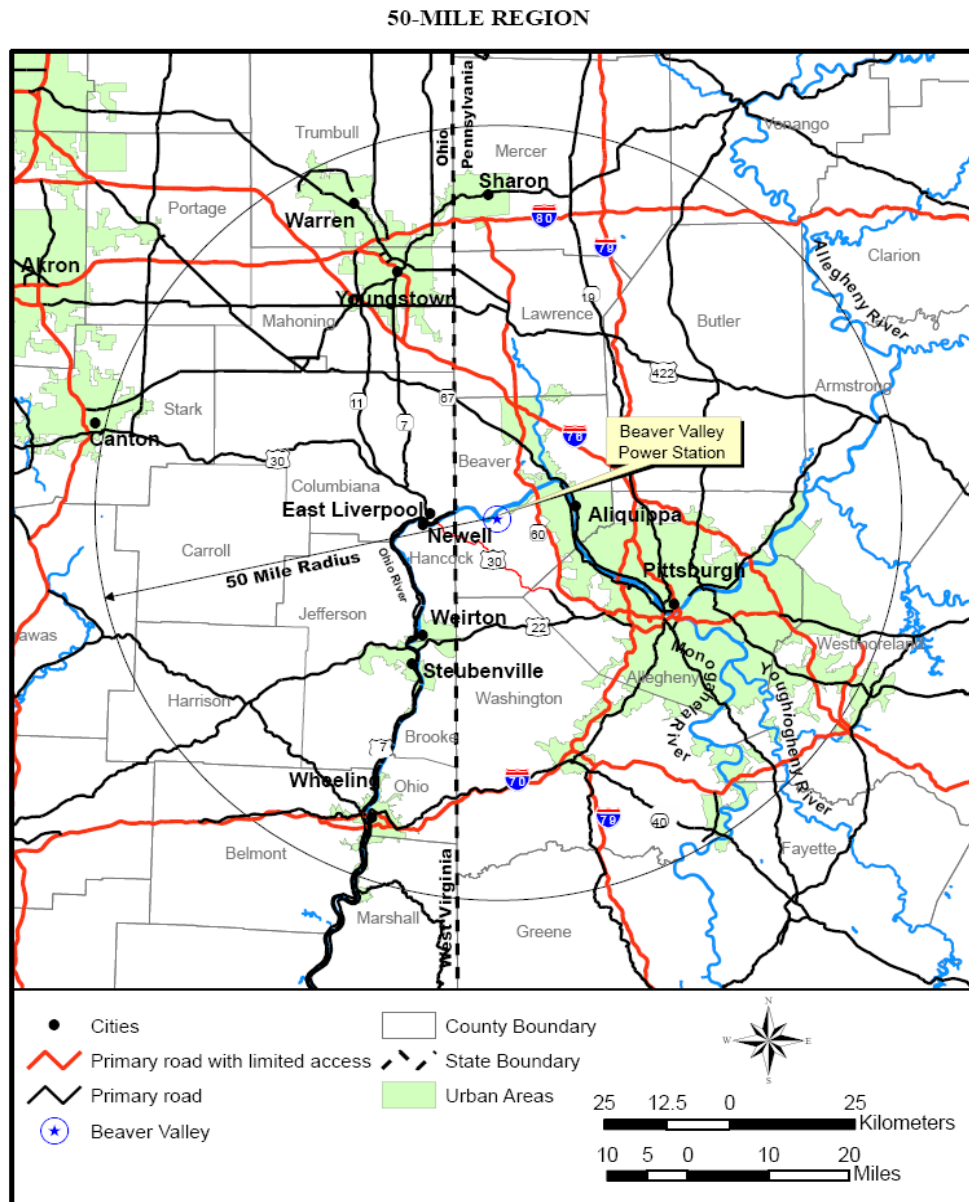 50-MILE REGION
Trumbull
Ohio
Pennsylvania
Mercer
Venango
Sharon
Portage
Warren
80
79
Akron
Clarion
Allegheny River
Youngstown
19
Mahoning
Lawrence
Butler
422
Armstrong
67
11
7
Stark
Canton
76
Beaver Valley
Power Station
30
Beaver
Columbiana
East Liverpool
Newell
Aliquippa
60
Carroll
Hancock
30
50 Mile Radius
Ohio River
Pittsburgh
Jefferson
Weirton
22
awas
Westmoreland
Steubenville
Monogahela
River
Allegheny
Youghiogheny River
Harrison
Washington
Brooke
7
Wheeling
Ohio
70
79
40
Belmont
Fayette
West Virginia
Marshall
Greene
Cities
Primary road with limited access
Primary road
Beaver Valley
County Boundary
State Boundary
Urban Areas
N
W E
S
25 12.5 0 25
Kilometers
10 5 0 10 20
Miles